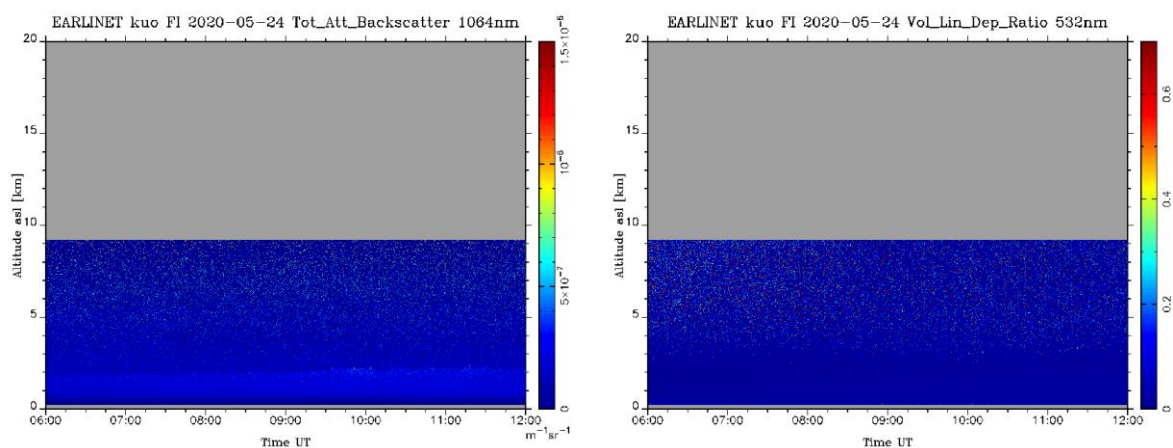 EARLINET kuo FI 2020-05-24 Tot_Att_Backscatter 1064nm
20
15
10
5
0
Altitude asl [km]
06:00 07:00 08:00 09:00 10:00 11:00 12:00
Time UT
1.5×10⁻⁶
10⁻⁶
5×10⁻⁷
0
m⁻¹sr⁻¹
EARLINET kuo FI 2020-05-24 Vol_Lin_Dep_Ratio 532nm
20
15
10
5
0
Altitude asl [km]
06:00 07:00 08:00 09:00 10:00 11:00 12:00
Time UT
0.6
0.4
0.2
0